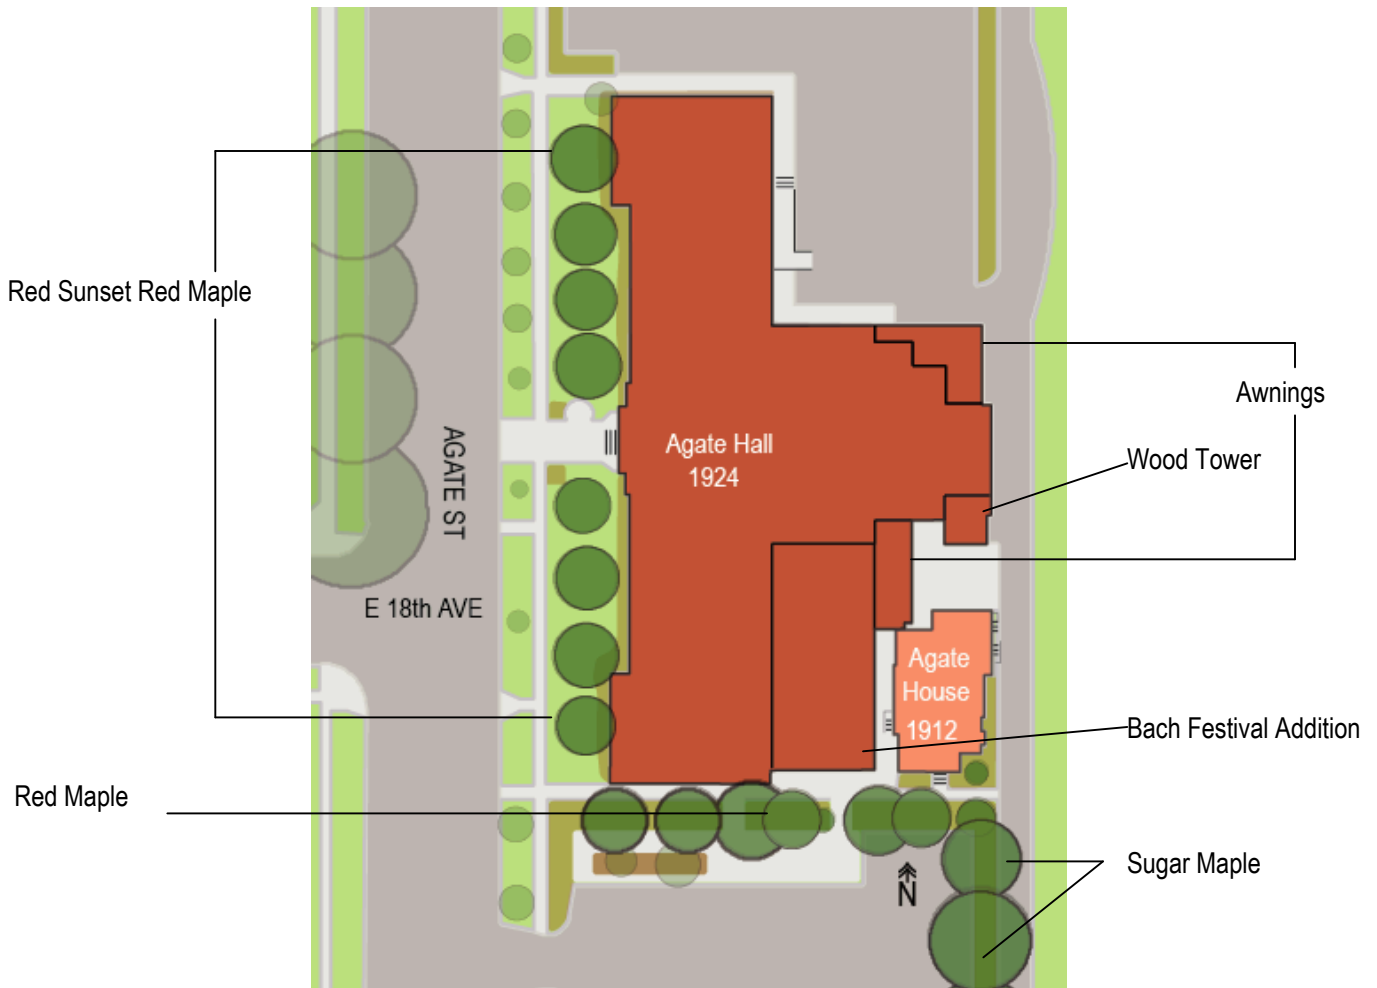 Red Sunset Red Maple
Awnings
AGATE ST
Agate Hall
1924
Wood Tower
E 18th AVE
Agate
House
1912
Bach Festival Addition
Red Maple
Sugar Maple
N